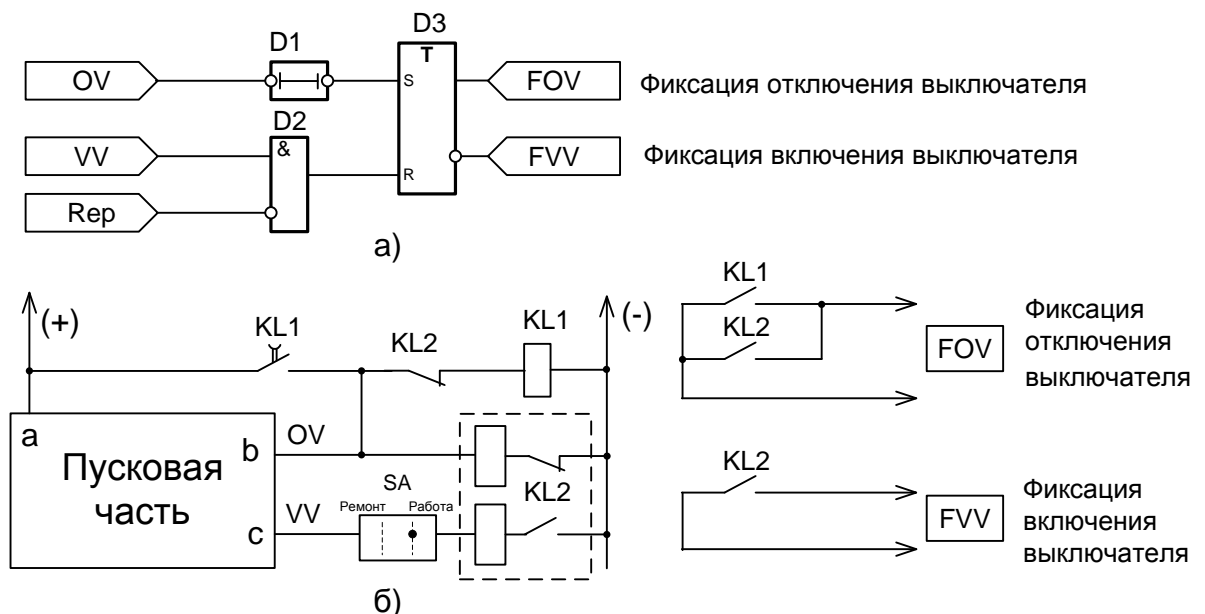 D1
D3
T
OV
S
FOV
Фиксация отключения выключателя
D2
&
VV
FVV
Фиксация включения выключателя
R
Rep
а)
(+)
KL1
KL2
KL1
(-)
a
Пусковая
часть
b
OV
c
VV
SA
Ремонт
Работа
KL2
б)
KL1
KL2
FOV
Фиксация
отключения
выключателя
KL2
FVV
Фиксация
включения
выключателя